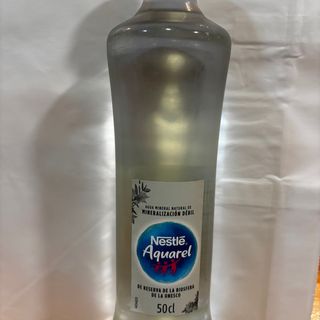 AGUA MINERAL NATURAL DE
MINERALIZACIÓN DÉBIL
Nestlé
Aquarel
DE RESERVA DE LA BIOSFERA
DE LA UNESCO
50cl